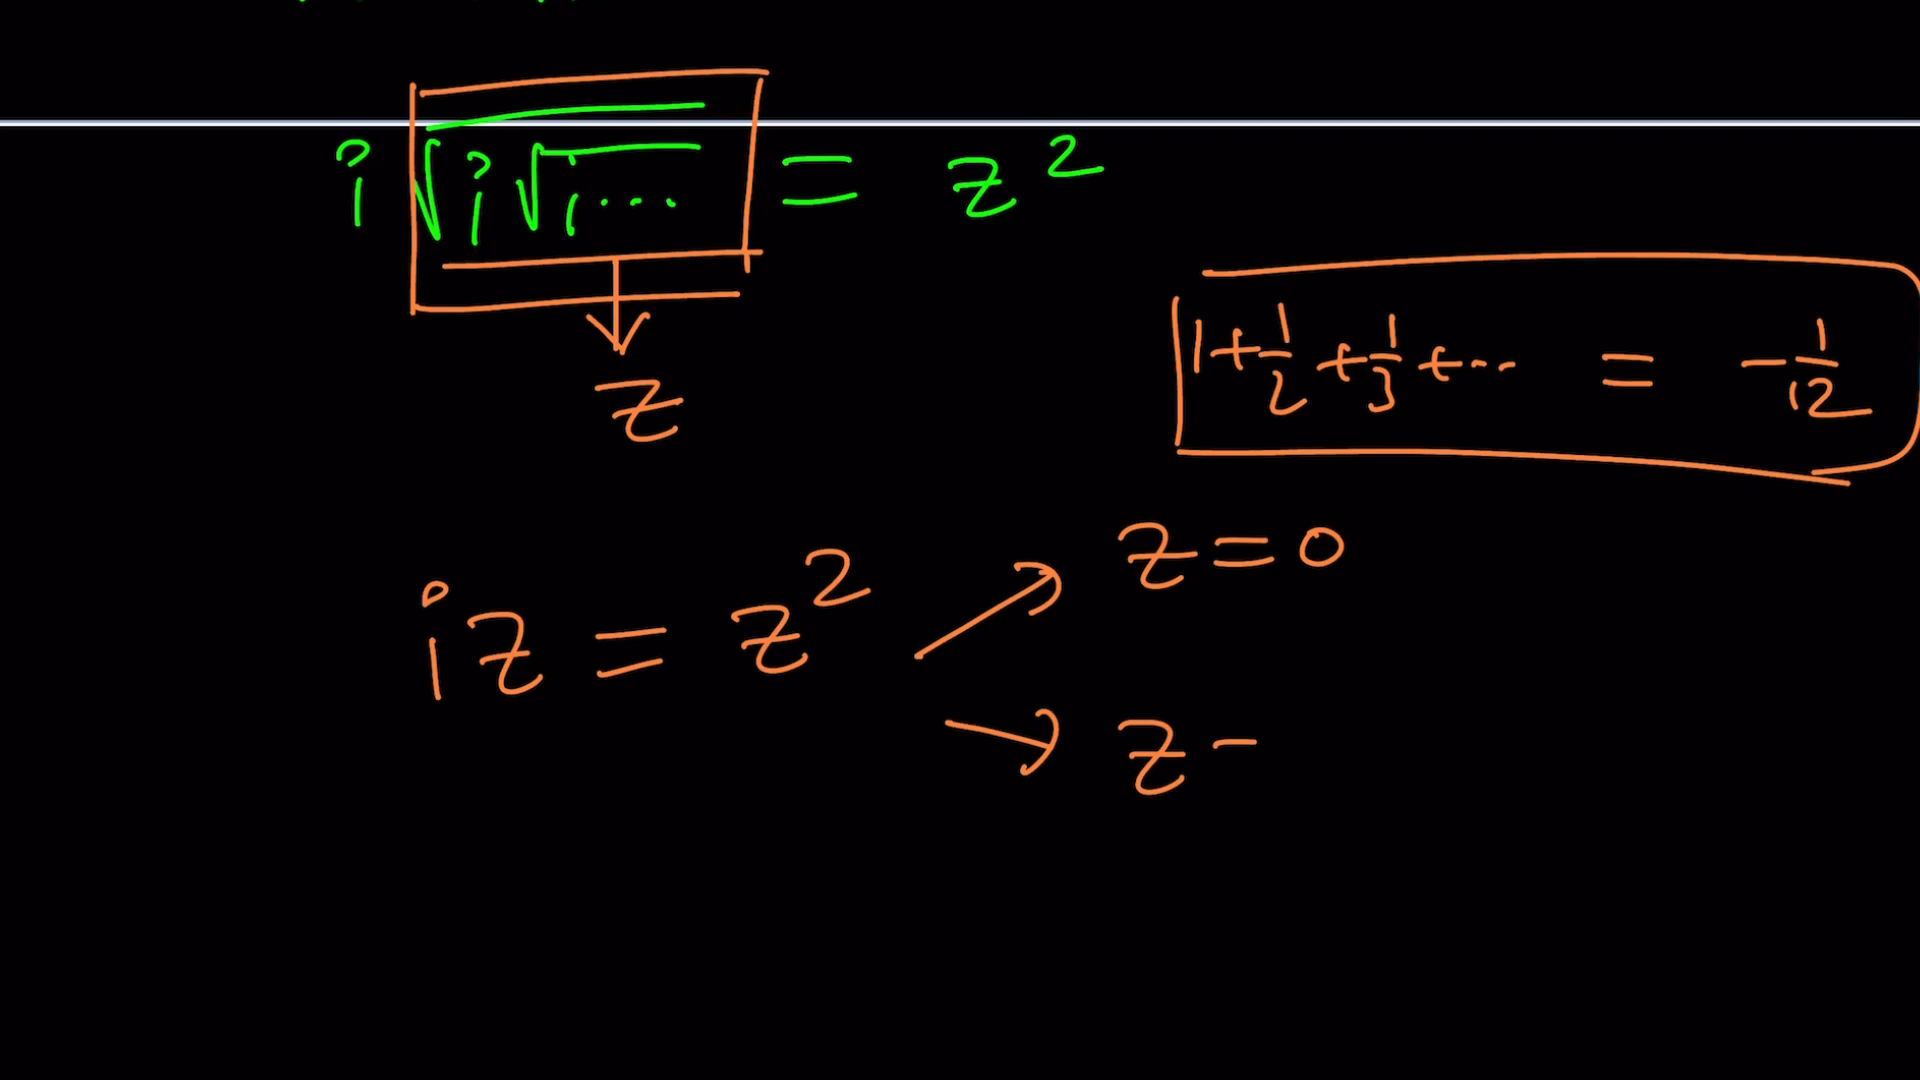 i√(i√(i...)) = z²
z
1+1/2+1/3+... = -1/12
iz = z²
z=0
z-